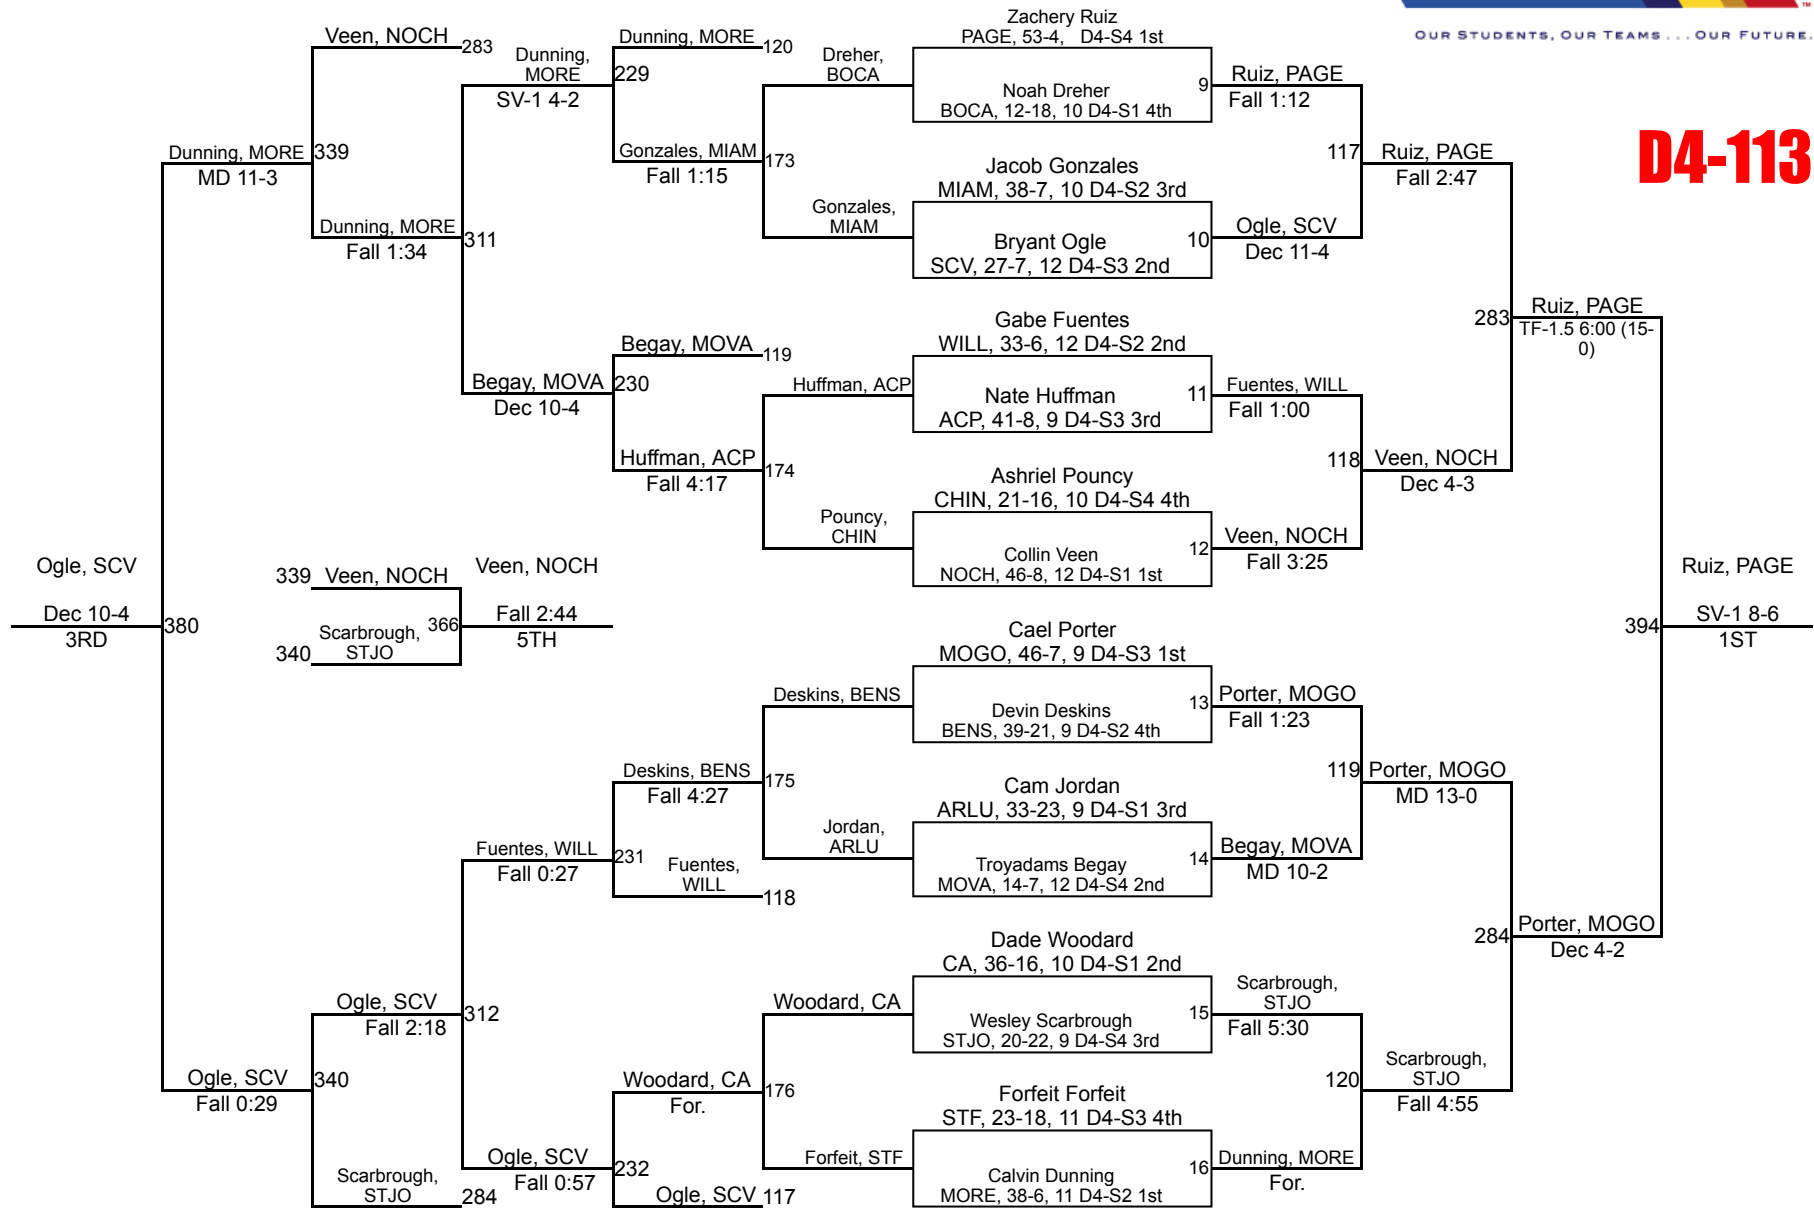 ™
OUR STUDENTS, OUR TEAMS . . . OUR FUTURE.
D4-113
Zachery Ruiz
PAGE, 53-4, D4-S4 1st
Noah Dreher
BOCA, 12-18, 10 D4-S1 4th
9
Jacob Gonzales
MIAM, 38-7, 10 D4-S2 3rd
Bryant Ogle
SCV, 27-7, 12 D4-S3 2nd
10
Gabe Fuentes
WILL, 33-6, 12 D4-S2 2nd
Nate Huffman
ACP, 41-8, 9 D4-S3 3rd
11
Ashriel Pouncy
CHIN, 21-16, 10 D4-S4 4th
Collin Veen
NOCH, 46-8, 12 D4-S1 1st
12
Cael Porter
MOGO, 46-7, 9 D4-S3 1st
Devin Deskins
BENS, 39-21, 9 D4-S2 4th
13
Cam Jordan
ARLU, 33-23, 9 D4-S1 3rd
Troyadams Begay
MOVA, 14-7, 12 D4-S4 2nd
14
Dade Woodard
CA, 36-16, 10 D4-S1 2nd
Wesley Scarbrough
STJO, 20-22, 9 D4-S4 3rd
15
Forfeit Forfeit
STF, 23-18, 11 D4-S3 4th
Calvin Dunning
MORE, 38-6, 11 D4-S2 1st
16
Ruiz, PAGE
Fall 1:12
Ogle, SCV
Dec 11-4
Fuentes, WILL
Fall 1:00
Veen, NOCH
Fall 3:25
Porter, MOGO
Fall 1:23
Begay, MOVA
MD 10-2
Scarbrough,
STJO
Fall 5:30
Dunning, MORE
For.
117
Ruiz, PAGE
Fall 2:47
118
Veen, NOCH
Dec 4-3
119
Porter, MOGO
MD 13-0
120
Scarbrough,
STJO
Fall 4:55
283
Ruiz, PAGE
TF-1.5 6:00 (15-
0)
284
Porter, MOGO
Dec 4-2
394
Ruiz, PAGE
SV-1 8-6
1ST
Dreher,
BOCA
Gonzales,
MIAM
Huffman, ACP
Pouncy,
CHIN
Deskins, BENS
Jordan,
ARLU
Woodard, CA
Forfeit, STF
Dunning, MORE
120
Gonzales, MIAM
Fall 1:15
173
Begay, MOVA
119
Huffman, ACP
Fall 4:17
174
Deskins, BENS
Fall 4:27
175
Fuentes,
WILL
118
Woodard, CA
For.
176
Ogle, SCV
117
Dunning,
MORE
SV-1 4-2
229
Begay, MOVA
Dec 10-4
230
Fuentes, WILL
Fall 0:27
231
Ogle, SCV
Fall 0:57
232
Veen, NOCH
283
Dunning, MORE
Fall 1:34
311
Ogle, SCV
Fall 2:18
312
Scarbrough,
STJO
284
Dunning, MORE
MD 11-3
339
Ogle, SCV
Fall 0:29
340
Ogle, SCV
Dec 10-4
3RD
380
339
Veen, NOCH
340
Scarbrough,
STJO
366
Veen, NOCH
Fall 2:44
5TH